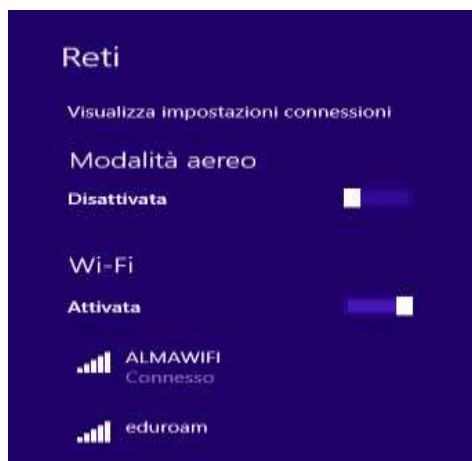 Reti
Visualizza impostazioni connessioni
Modalità aereo
Disattivata
Wi-Fi
Attivata
ALMAWIFI
Connesso
eduroam